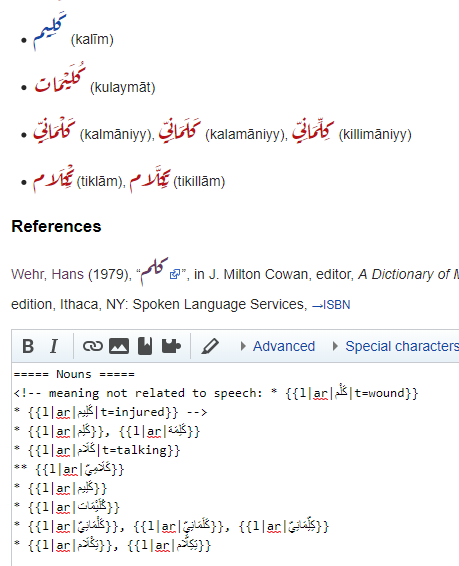 • كَلِيم (kalīm)
• كُلَيْمَات (kulaymāt)
• كَلْمَانِيّ (kalmāniyy), كَلَمَانِيّ (kalamāniyy), كِلِّمَانِيّ (killimāniyy)
• تِكْلَام (tiklām), تِكِلَّام (tikillām)
References
Wehr, Hans (1979), “كلم”, in J. Milton Cowan, editor, A Dictionary of M
edition, Ithaca, NY: Spoken Language Services, →ISBN
B I Advanced Special characters
===== Nouns =====
<!-- meaning not related to speech: * {{l|ar|كَلْم|t=wound}}
* {{l|ar|كَلِيم|t=injured}} -->
* {{l|ar|كَلِم}}, {{l|ar|كَلِمَة}}
* {{l|ar|كَلَام|t=talking}}
** {{l|ar|كَلَامِيّ}}
* {{l|ar|كَلِيم}}
* {{l|ar|كُلَيْمَات}}
* {{l|ar|كَلْمَانِيّ}}, {{l|ar|كَلَمَانِيّ}}, {{l|ar|كِلِّمَانِيّ}}
* {{l|ar|تِكْلَام}}, {{l|ar|تِكِلَّام}}